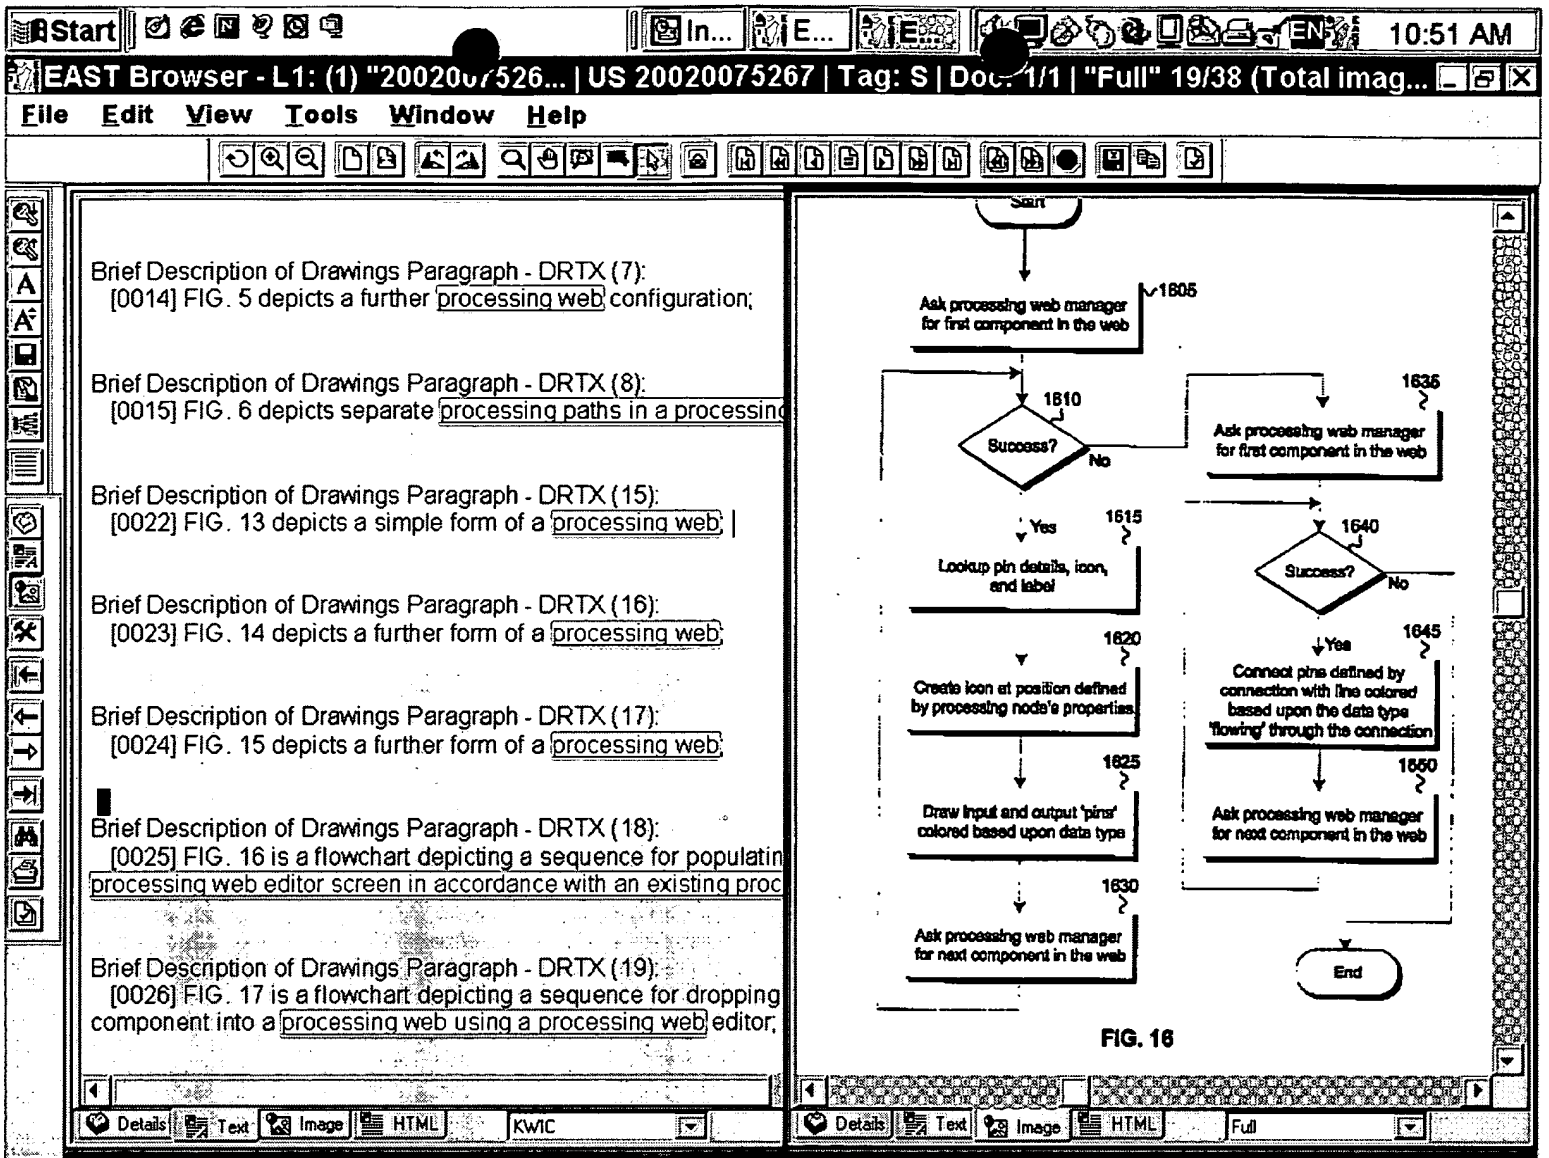 Start
In...
E...
E...
EN
10:51 AM
EAST Browser - L1: (1) "2002007526... | US 20020075267 | Tag: S | Doc: 1/1 | "Full" 19/38 (Total imag...
File Edit View Tools Window Help
Brief Description of Drawings Paragraph - DRTX (7):
[0014] FIG. 5 depicts a further processing web configuration;
Brief Description of Drawings Paragraph - DRTX (8):
[0015] FIG. 6 depicts separate processing paths in a processing
Brief Description of Drawings Paragraph - DRTX (15):
[0022] FIG. 13 depicts a simple form of a processing web;
Brief Description of Drawings Paragraph - DRTX (16):
[0023] FIG. 14 depicts a further form of a processing web;
Brief Description of Drawings Paragraph - DRTX (17):
[0024] FIG. 15 depicts a further form of a processing web;
Brief Description of Drawings Paragraph - DRTX (18):
[0025] FIG. 16 is a flowchart depicting a sequence for populatin
processing web editor screen in accordance with an existing proc
Brief Description of Drawings Paragraph - DRTX (19):
[0026] FIG. 17 is a flowchart depicting a sequence for dropping
component into a processing web using a processing web editor;
Details Text Image HTML KWIC
Start
1605
Ask processing web manager
for first component in the web
1610
Success?
No
Yes
1615
Lookup pin details, icon,
and label
1620
Create icon at position defined
by processing node's properties
1625
Draw input and output 'pins'
colored based upon data type
1630
Ask processing web manager
for next component in the web
1635
Ask processing web manager
for first component in the web
1640
Success?
No
Yes
1645
Connect pins defined by
connection with line colored
based upon the data type
'flowing' through the connection
1650
Ask processing web manager
for next component in the web
End
FIG. 16
Details Text Image HTML Full